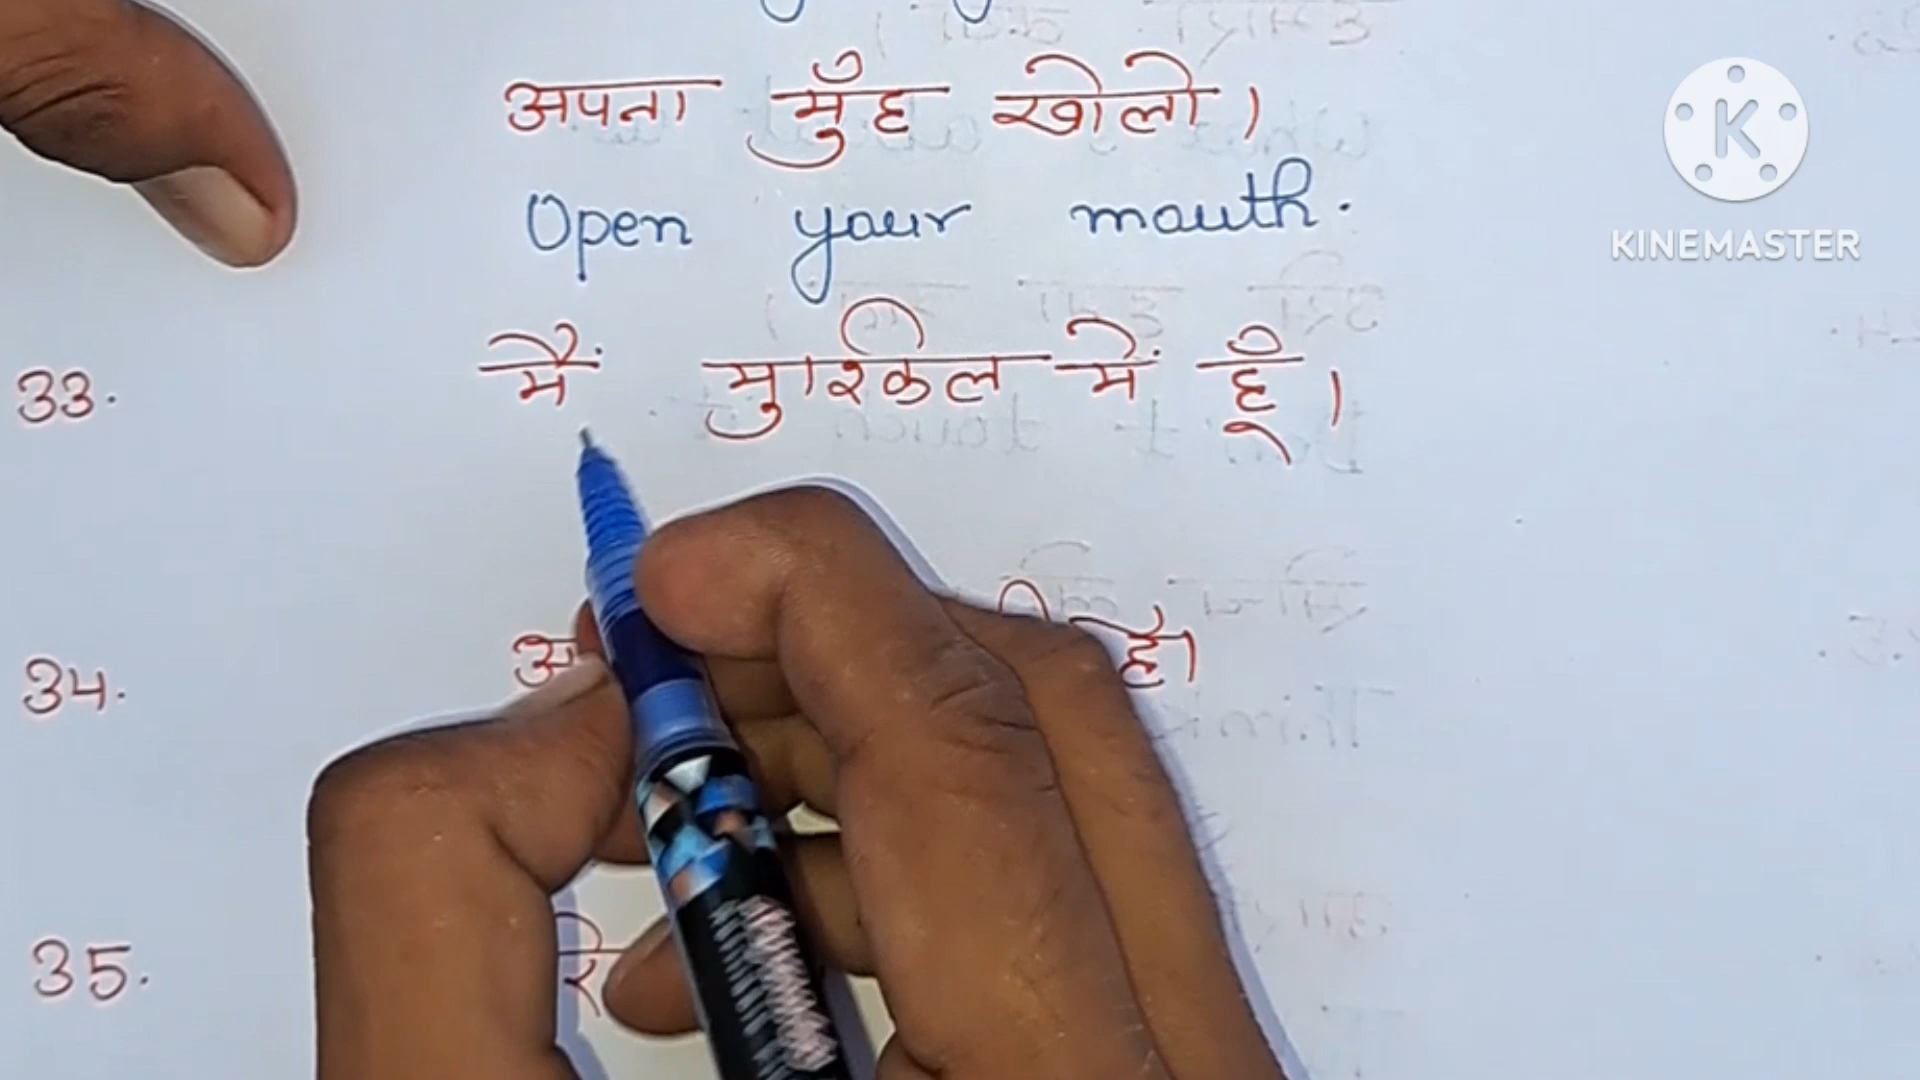 अपना मुँह खोलो।
Open your mouth.
33. मैं मुश्किल में हूँ।
34.
35.
KINEMASTER